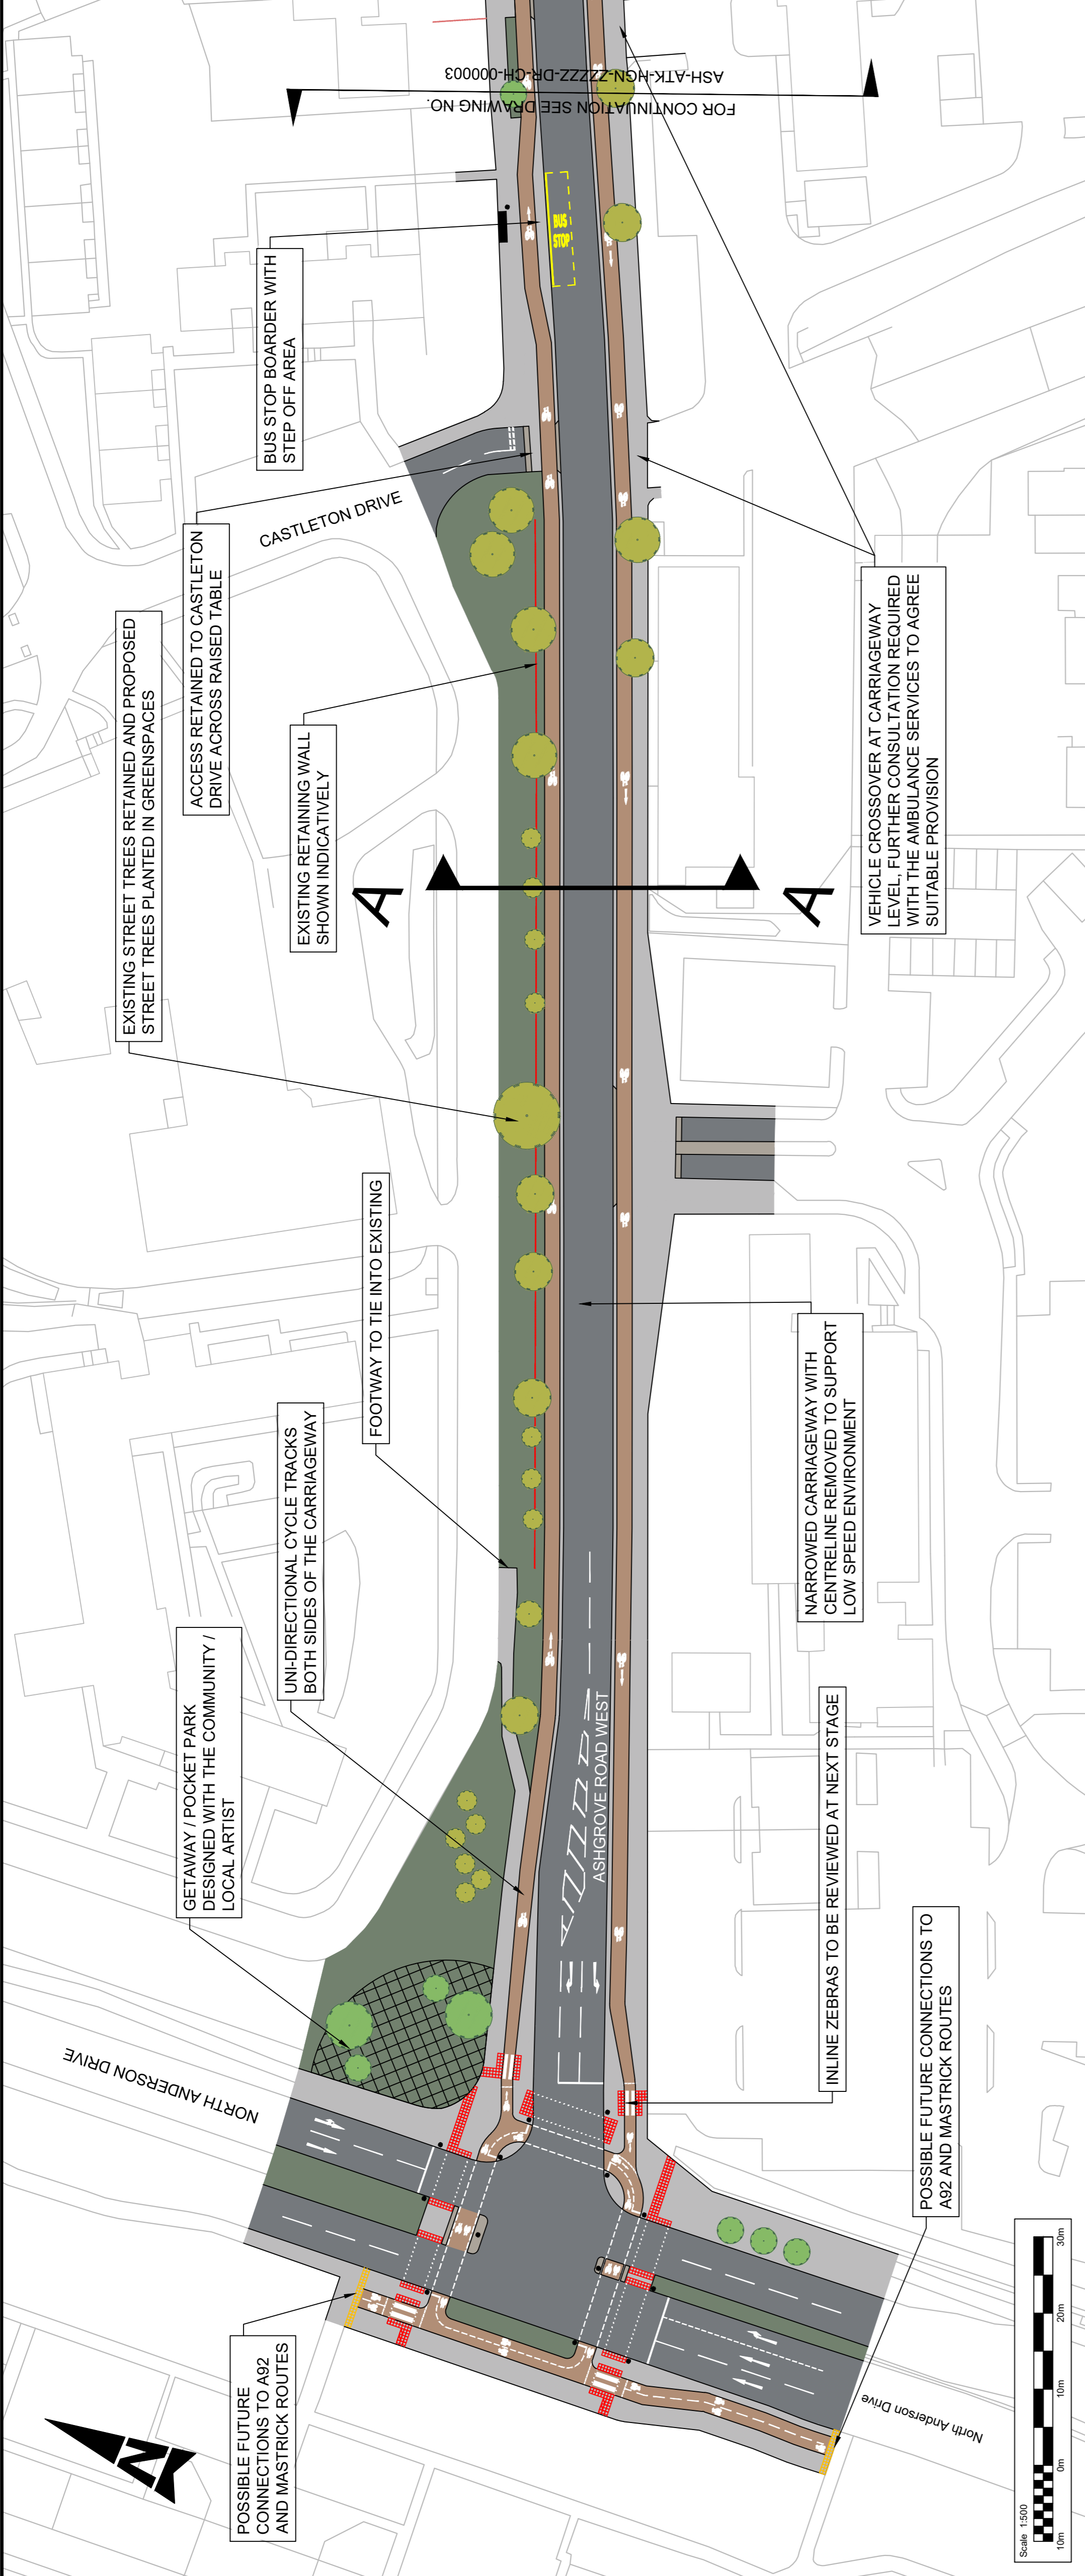 POSSIBLE FUTURE
CONNECTIONS TO A92
AND MASTRICK ROUTES
NORTH ANDERSON DRIVE
GETAWAY / POCKET PARK
DESIGNED WITH THE COMMUNITY /
LOCAL ARTIST
UNI-DIRECTIONAL CYCLE TRACKS
BOTH SIDES OF THE CARRIAGEWAY
FOOTWAY TO TIE INTO EXISTING
EXISTING STREET TREES RETAINED AND PROPOSED
STREET TREES PLANTED IN GREENSPACES
ACCESS RETAINED TO CASTLETON
DRIVE ACROSS RAISED TABLE
EXISTING RETAINING WALL
SHOWN INDICATIVELY
CASTLETON DRIVE
BUS STOP BOARDER WITH
STEP OFF AREA
BUS
STOP
FOR CONTINUATION SEE DRAWING NO.
ASH-ATK-HGN-ZZZZZ-DR-CH-000003
A
A
ASHGROVE ROAD WEST
VEHICLE CROSSOVER AT CARRIAGEWAY
LEVEL, FURTHER CONSULTATION REQUIRED
WITH THE AMBULANCE SERVICES TO AGREE
SUITABLE PROVISION
NARROWED CARRIAGEWAY WITH
CENTRELINE REMOVED TO SUPPORT
LOW SPEED ENVIRONMENT
INLINE ZEBRAS TO BE REVIEWED AT NEXT STAGE
POSSIBLE FUTURE CONNECTIONS TO
A92 AND MASTRICK ROUTES
North Anderson Drive
N
Scale 1:500
10m 0m 10m 20m 30m